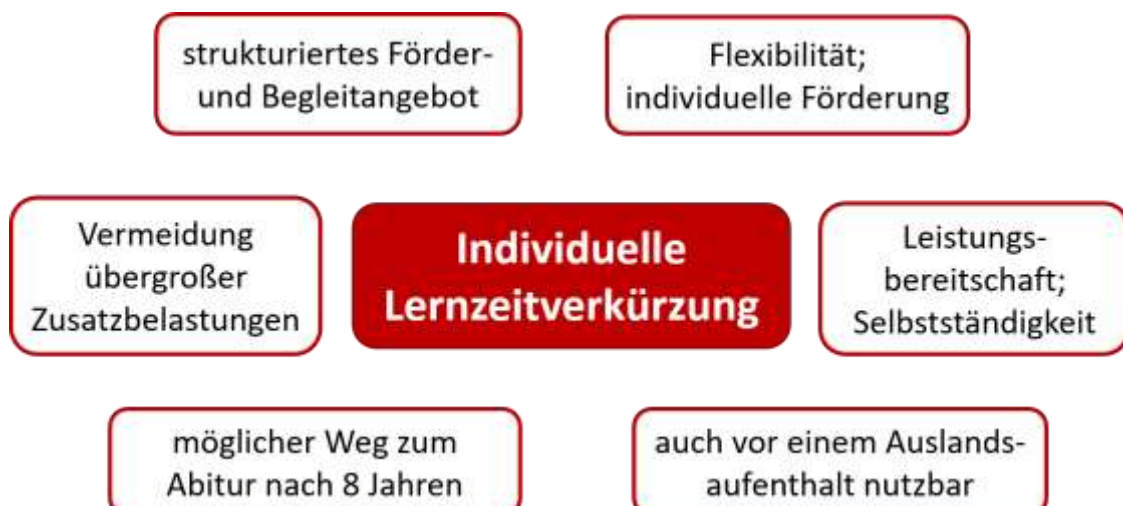 strukturiertes Förder-
und Begleitangebot
Flexibilität;
individuelle Förderung
Vermeidung
übergroßer
Zusatzbelastungen
Individuelle
Lernzeitverkürzung
Leistungs-
bereitschaft;
Selbstständigkeit
möglicher Weg zum
Abitur nach 8 Jahren
auch vor einem Auslands-
aufenthalt nutzbar